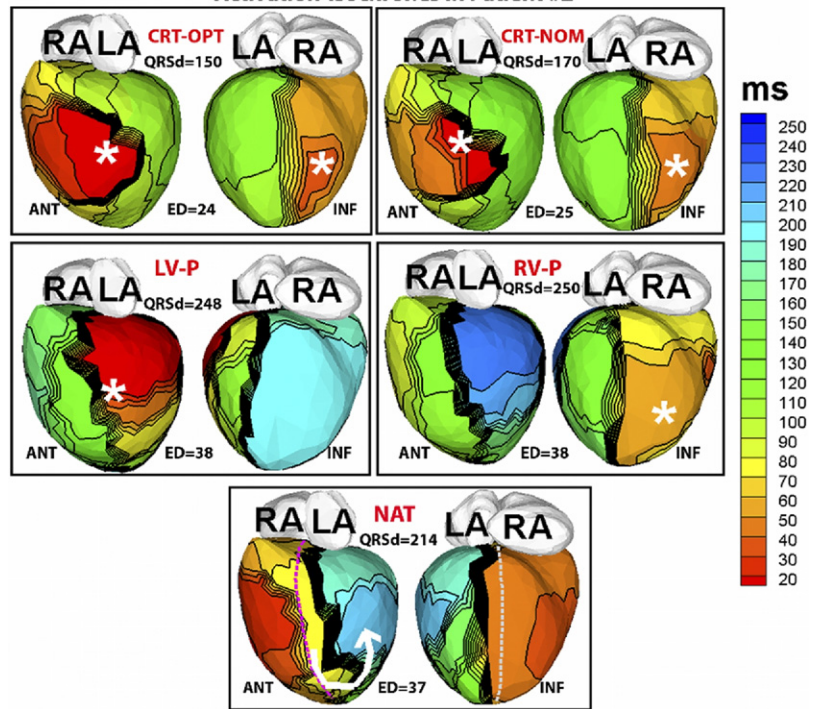 RA LA CRT-OPT LA RA
QRSd=150
ANT ED=24 INF
RA LA CRT-NOM LA RA
QRSd=170
ANT ED=25 INF
RA LA LV-P LA RA
QRSd=248
ANT ED=38 INF
RA LA RV-P LA RA
QRSd=250
ANT ED=38 INF
RA LA NAT LA RA
QRSd=214
ANT ED=37 INF
ms
250
240
230
220
210
200
190
180
170
160
150
140
130
120
110
100
90
80
70
60
50
40
30
20